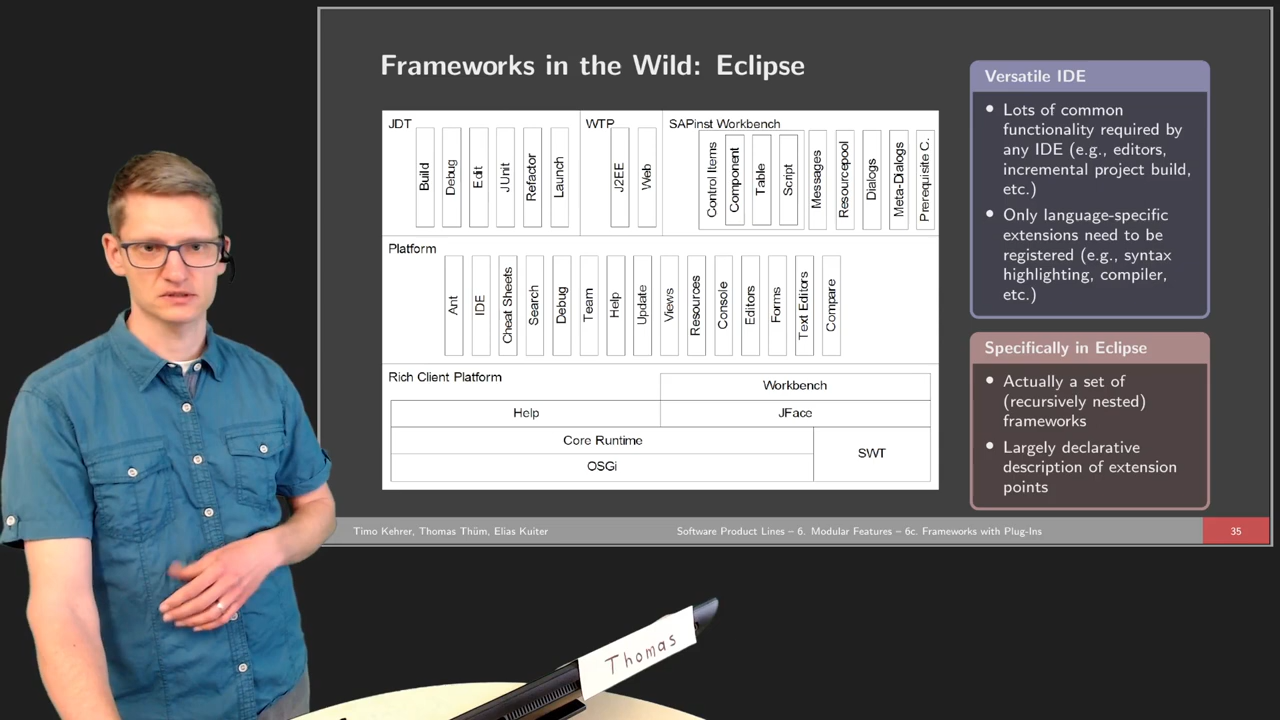 Frameworks in the Wild: Eclipse
JDT
Build
Debug
Edit
JUnit
Refactor
Launch
WTP
J2EE
Web
SAPinst Workbench
Control Items
Component
Table
Script
Messages
Resourcepool
Dialogs
Meta-Dialogs
Prerequisite C.
Platform
Ant
IDE
Cheat Sheets
Search
Debug
Team
Help
Update
Views
Resources
Console
Editors
Forms
Text Editors
Compare
Rich Client Platform
Workbench
Help
JFace
Core Runtime
OSGi
SWT
Versatile IDE
• Lots of common
functionality required by
any IDE (e.g., editors,
incremental project build,
etc.)
• Only language-specific
extensions need to be
registered (e.g., syntax
highlighting, compiler,
etc.)
Specifically in Eclipse
• Actually a set of
(recursively nested)
frameworks
• Largely declarative
description of extension
points
Timo Kehrer, Thomas Thüm, Elias Kuiter
Software Product Lines – 6. Modular Features – 6c. Frameworks with Plug-Ins
35
Thomas